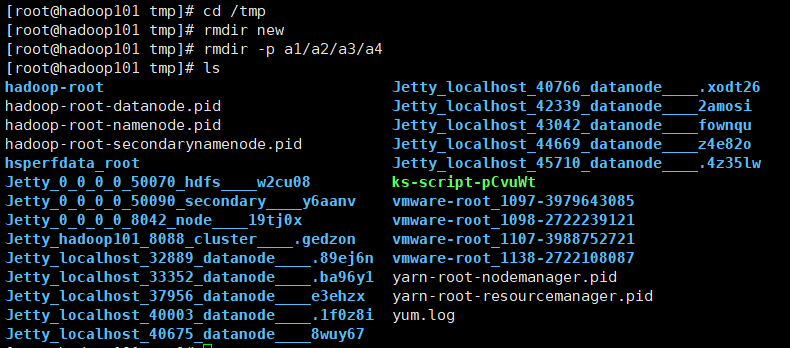 [root@hadoop101 tmp]# cd /tmp
[root@hadoop101 tmp]# rmdir new
[root@hadoop101 tmp]# rmdir -p a1/a2/a3/a4
[root@hadoop101 tmp]# ls
hadoop-root Jetty_localhost_40766_datanode____.xodt26
hadoop-root-datanode.pid Jetty_localhost_42339_datanode____2amosi
hadoop-root-namenode.pid Jetty_localhost_43042_datanode____fownqu
hadoop-root-secondarynamenode.pid Jetty_localhost_44669_datanode____z4e82o
hsperfdata_root Jetty_localhost_45710_datanode____.4z35lw
Jetty_0_0_0_0_50070_hdfs____w2cu08 ks-script-pCvuWt
Jetty_0_0_0_0_50090_secondary____y6aanv vmware-root_1097-3979643085
Jetty_0_0_0_0_8042_node____19tj0x vmware-root_1098-2722239121
Jetty_hadoop101_8088_cluster____.gedzon vmware-root_1107-3988752721
Jetty_localhost_32889_datanode____.89ej6n vmware-root_1138-2722108087
Jetty_localhost_33352_datanode____.ba96y1 yarn-root-nodemanager.pid
Jetty_localhost_37956_datanode____e3ehzx yarn-root-resourcemanager.pid
Jetty_localhost_40003_datanode____.1f0z8i yum.log
Jetty_localhost_40675_datanode____8wuy67